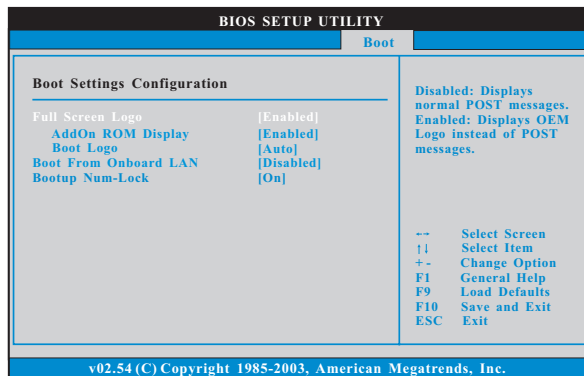 BIOS SETUP UTILITY
Boot
Boot Settings Configuration
Full Screen Logo [Enabled]
AddOn ROM Display [Enabled]
Boot Logo [Auto]
Boot From Onboard LAN [Disabled]
Bootup Num-Lock [On]
Disabled: Displays
normal POST messages.
Enabled: Displays OEM
Logo instead of POST
messages.
←→ Select Screen
↑↓ Select Item
+ - Change Option
F1 General Help
F9 Load Defaults
F10 Save and Exit
ESC Exit
v02.54 (C) Copyright 1985-2003, American Megatrends, Inc.